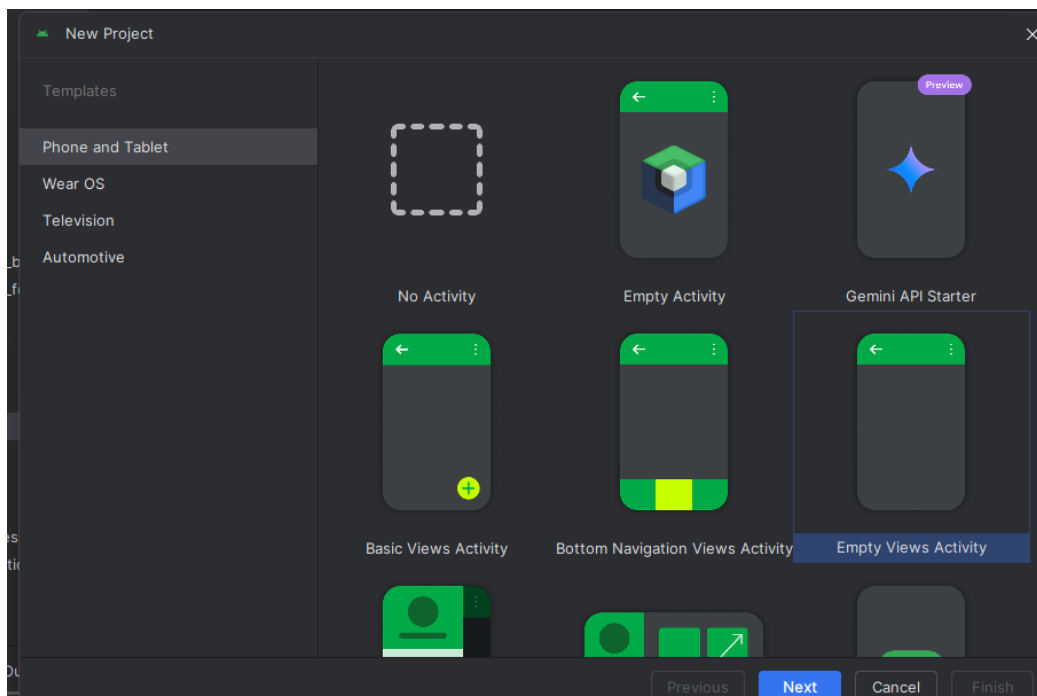 New Project
Templates
Phone and Tablet
Wear OS
Television
Automotive
Preview
No Activity
Empty Activity
Gemini API Starter
Basic Views Activity
Bottom Navigation Views Activity
Empty Views Activity
Previous
Next
Cancel
Finish